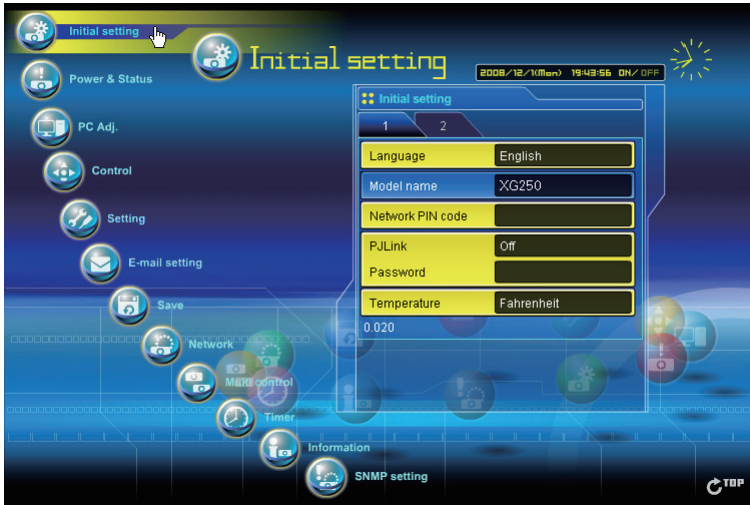 Initial setting
Initial setting
2008/12/1(Mon) 19:43:56 ON/OFF
Power & Status
PC Adj.
Control
Setting
E-mail setting
Save
Network
Multi control
Timer
Information
SNMP setting
Initial setting
1 2
Language English
Model name XG250
Network PIN code
PJLink Off
Password
Temperature Fahrenheit
0.020
TOP